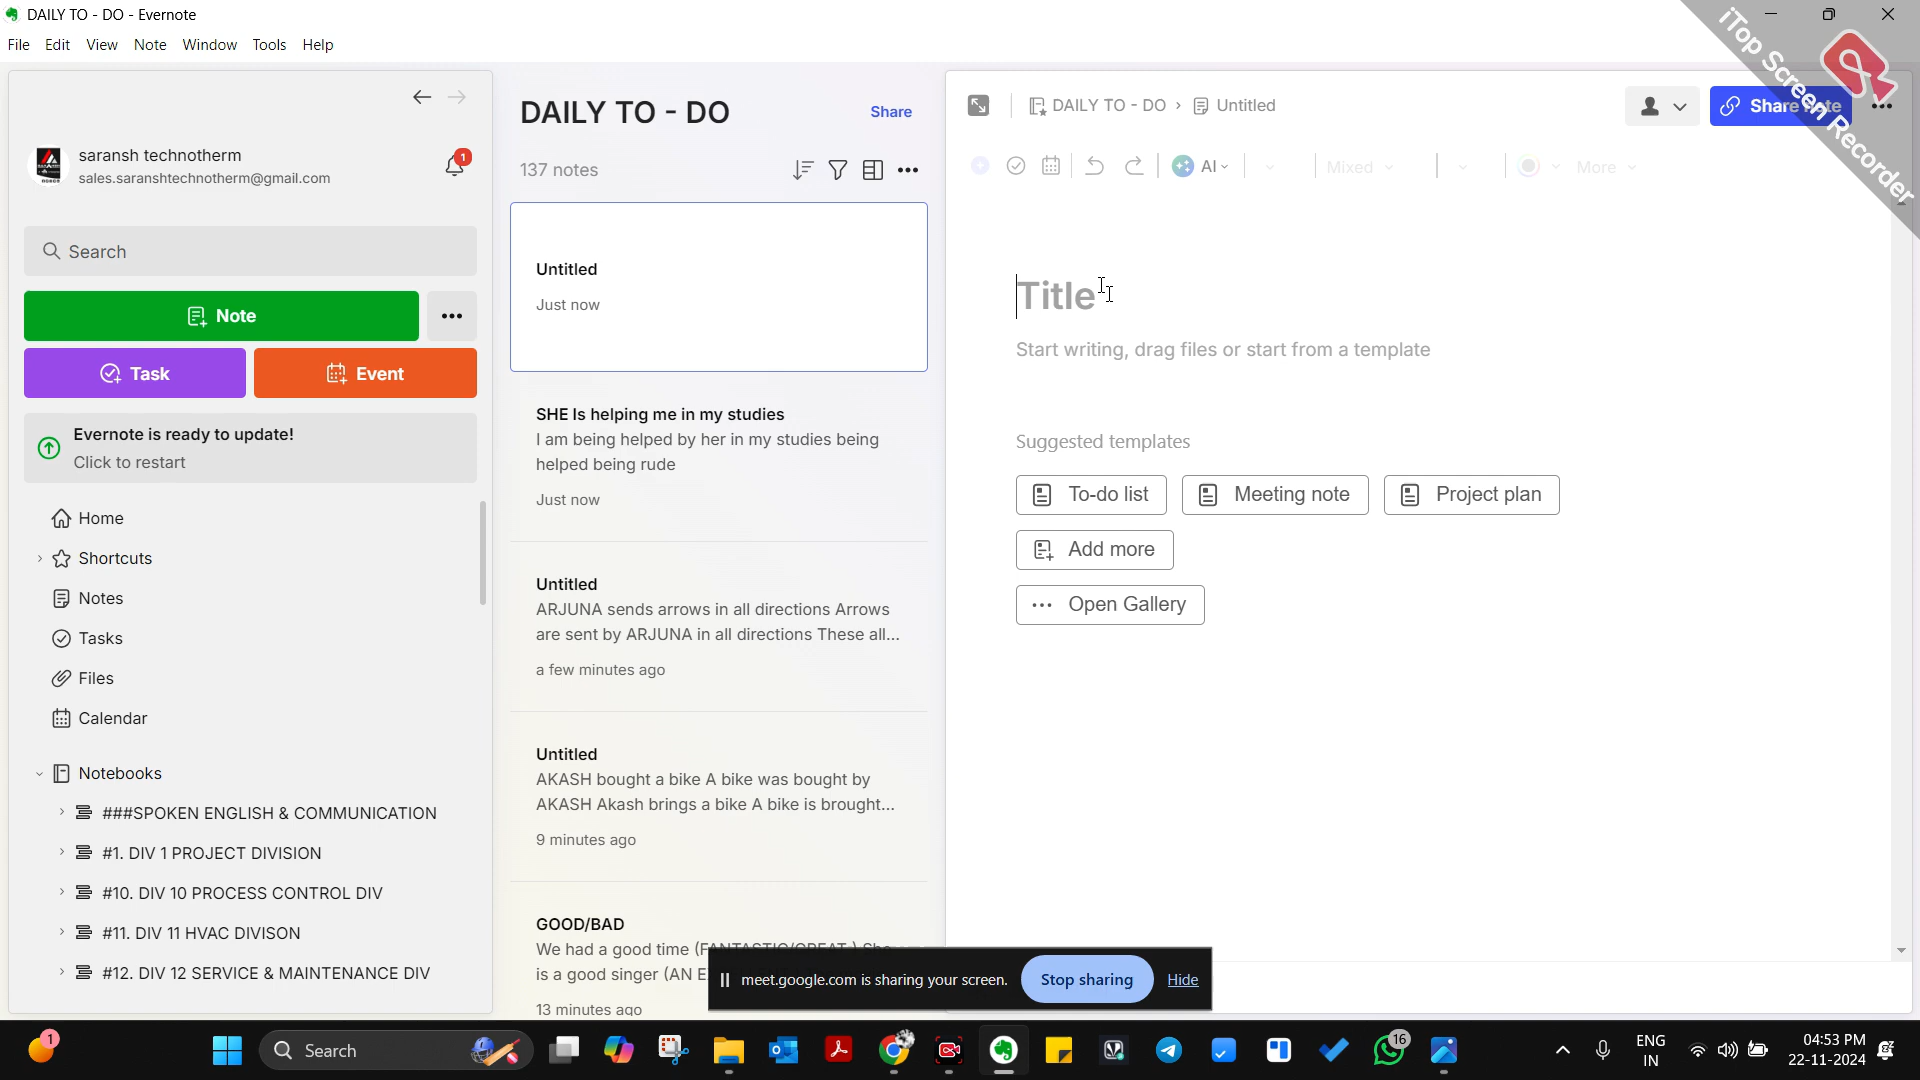 DAILY TO - DO - Evernote
File Edit View Note Window Tools Help
saransh technotherm
sales.saranshtechnotherm@gmail.com
1
Search
Note
Task
Event
Evernote is ready to update!
Click to restart
Home
Shortcuts
Notes
Tasks
Files
Calendar
Notebooks
###SPOKEN ENGLISH & COMMUNICATION
#1. DIV 1 PROJECT DIVISION
#10. DIV 10 PROCESS CONTROL DIV
#11. DIV 11 HVAC DIVISON
#12. DIV 12 SERVICE & MAINTENANCE DIV
DAILY TO - DO
Share
137 notes
Untitled
Just now
SHE Is helping me in my studies
I am being helped by her in my studies being
helped being rude
Just now
Untitled
ARJUNA sends arrows in all directions Arrows
are sent by ARJUNA in all directions These all...
a few minutes ago
Untitled
AKASH bought a bike A bike was bought by
AKASH Akash brings a bike A bike is brought...
9 minutes ago
GOOD/BAD
We had a good time (FANTASTIC/GREAT) She
is a good singer (AN E
13 minutes ago
DAILY TO - DO › Untitled
Share note
iTop Screen Recorder
AI
Mixed
More
Title
Start writing, drag files or start from a template
Suggested templates
To-do list
Meeting note
Project plan
Add more
Open Gallery
meet.google.com is sharing your screen.
Stop sharing
Hide
1
Search
16
ENG
IN
04:53 PM
22-11-2024